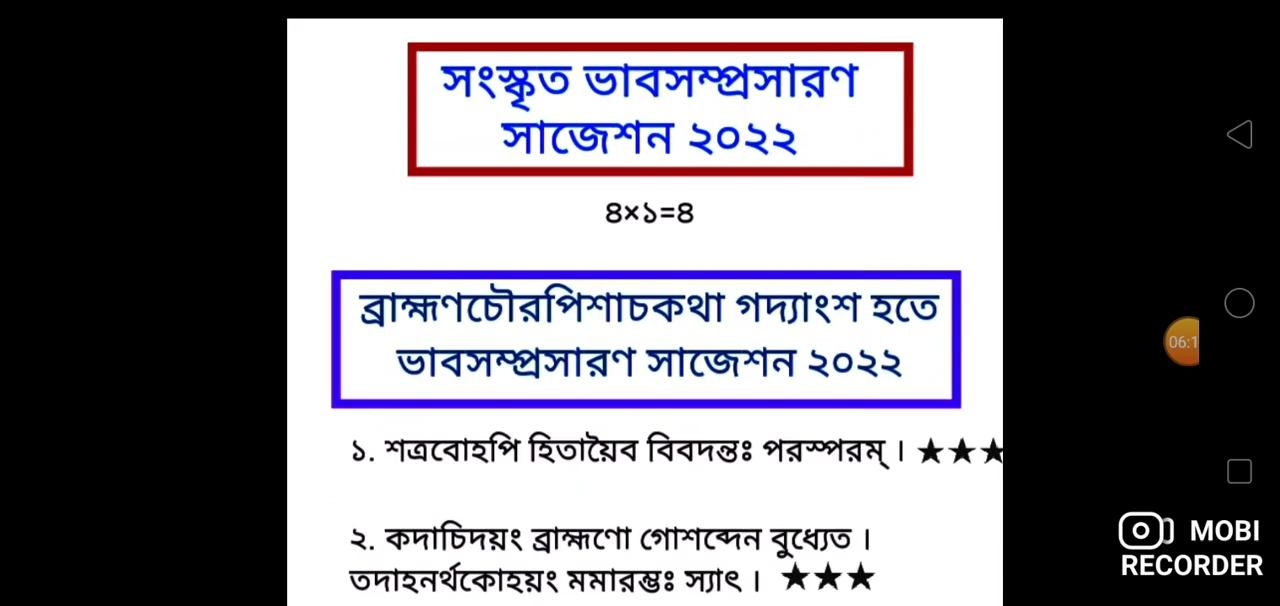 সংস্কৃত ভাবসম্প্রসারণ
সাজেশন ২০২২
৪×১=৪
ব্রাহ্মণচৌরপিশাচকথা গদ্যাংশ হতে
ভাবসম্প্রসারণ সাজেশন ২০২২
১. শত্রবোহপি হিতায়ৈব বিবদন্তঃ পরস্পরম্ । ★★★
২. কদাচিদয়ং ব্রাহ্মণো গোশব্দেন বুধ্যেত ।
তদাহনর্থকোহয়ং মমারম্ভঃ স্যাৎ । ★★★
06:1
MOBI
RECORDER